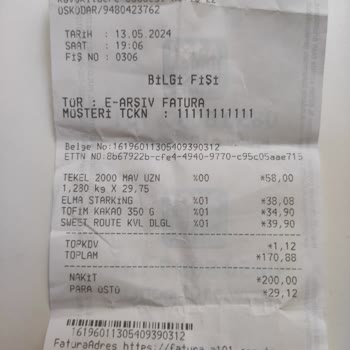 ÜSKÜDAR/9480423762
TARİH : 13.05.2024
SAAT : 19:06
FİŞ NO : 0306
BİLGİ FİŞİ
TÜR : E-ARŞİV FATURA
MÜŞTERİ TCKN : 11111111111
Belge No:16196011305409390312
ETTN NO:8b67922b-cfe4-4940-9770-c95c05aae715
TEKEL 2000 MAV UZN %00 *58,00
1,280 kg X 29,75
ELMA STARKING %01 *38,08
TOFİM KAKAO 350 G %01 *34,90
SWEET ROUTE KVL DLGL %01 *39,90
TOPKDV *1,12
TOPLAM *170,88
NAKİT *200,00
PARA ÜSTÜ *29,12
16196011305409390312
FaturaAdres https://fatura.a101